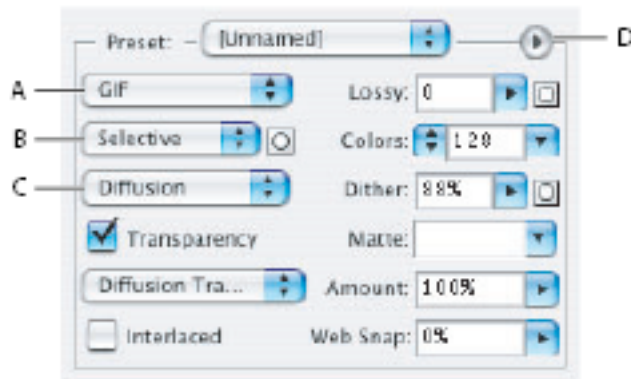 Preset: [Unnamed] D
A GIF Lossy: 0
B Selective Colors: 128
C Diffusion Dither: 88%
Transparency Matte:
Diffusion Tra... Amount: 100%
Interlaced Web Snap: 0%